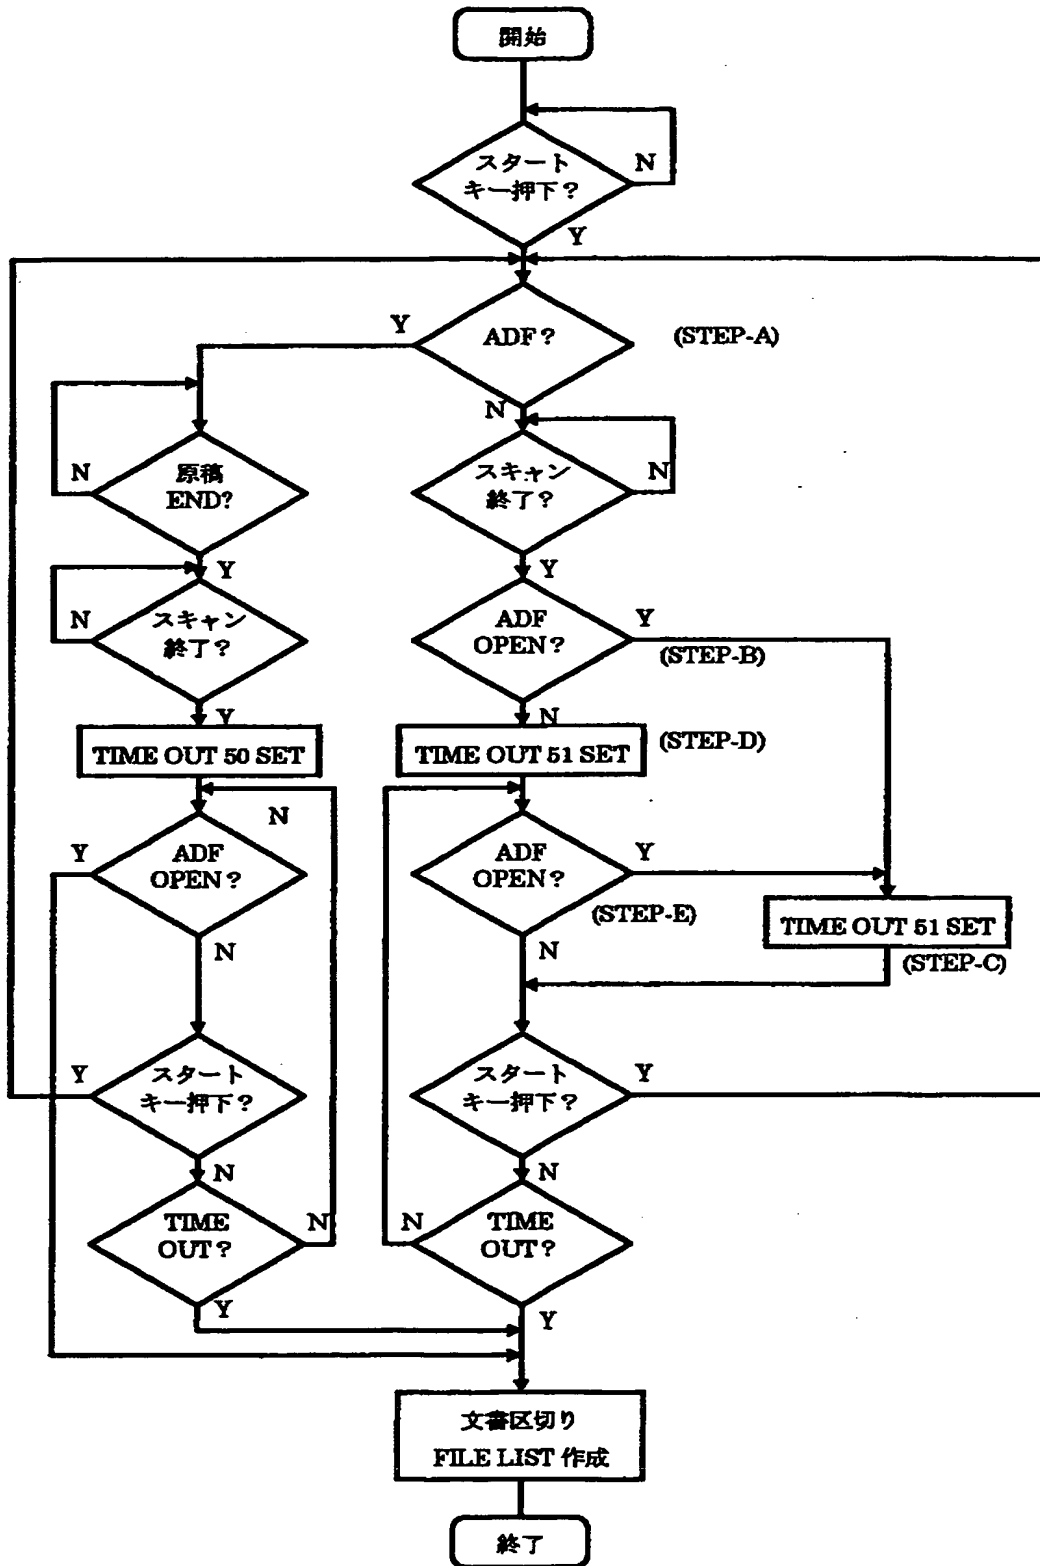 開始
スタート
キー押下？
N
Y
Y
ADF？
(STEP-A)
N
N
原稿
END?
スキャン
終了？
N
Y
Y
N
スキャン
終了？
ADF
OPEN？
Y
(STEP-B)
Y
N
TIME OUT 50 SET
TIME OUT 51 SET
(STEP-D)
N
Y
ADF
OPEN？
ADF
OPEN？
Y
(STEP-E)
TIME OUT 51 SET
(STEP-C)
N
N
Y
スタート
キー押下？
スタート
キー押下？
Y
N
N
TIME
OUT？
N
N
TIME
OUT？
Y
Y
文書区切り
FILE LIST 作成
終了